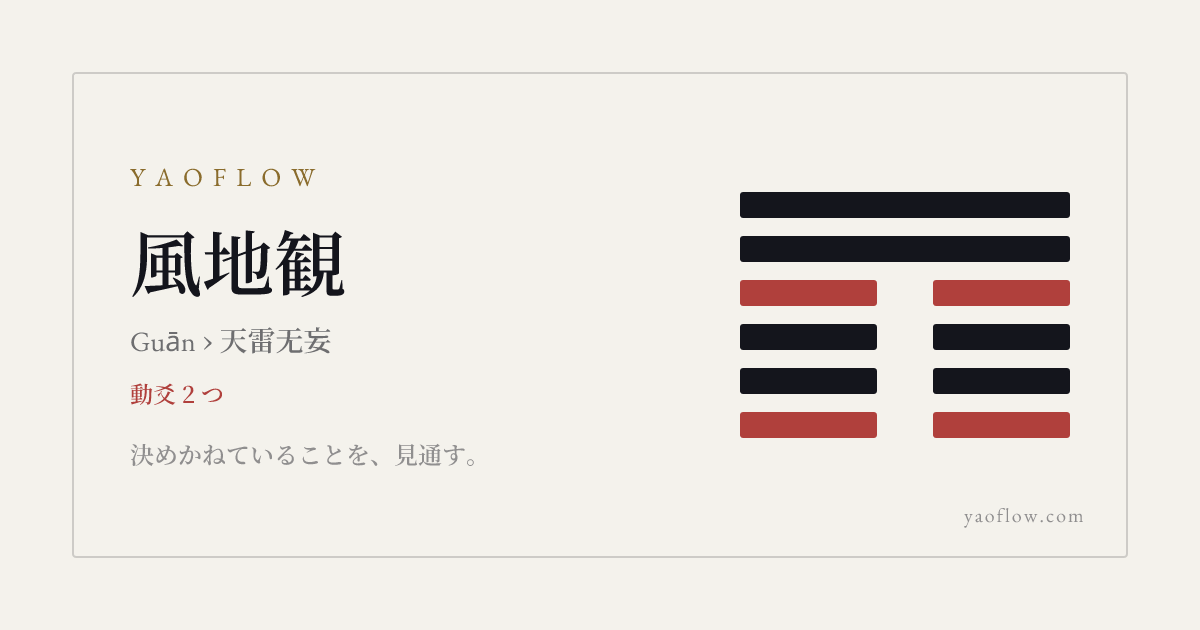 YAOFLOW
風地観
Guān › 天雷无妄
動爻 2 つ
決めかねていることを、見通す。
yaoflow.com